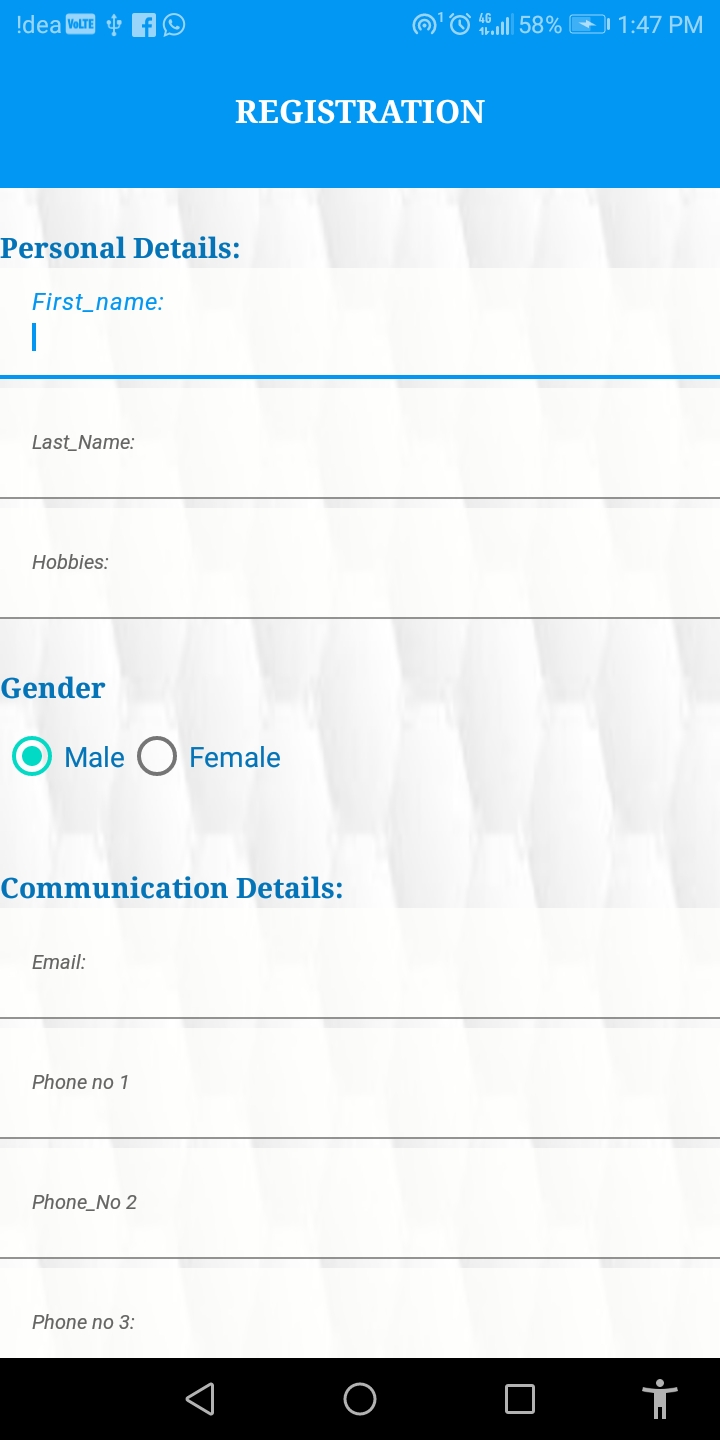 !dea VoLTE 1 4G 58% 1:47 PM
REGISTRATION
Personal Details:
First_name:
Last_Name:
Hobbies:
Gender
Male Female
Communication Details:
Email:
Phone no 1
Phone_No 2
Phone no 3: